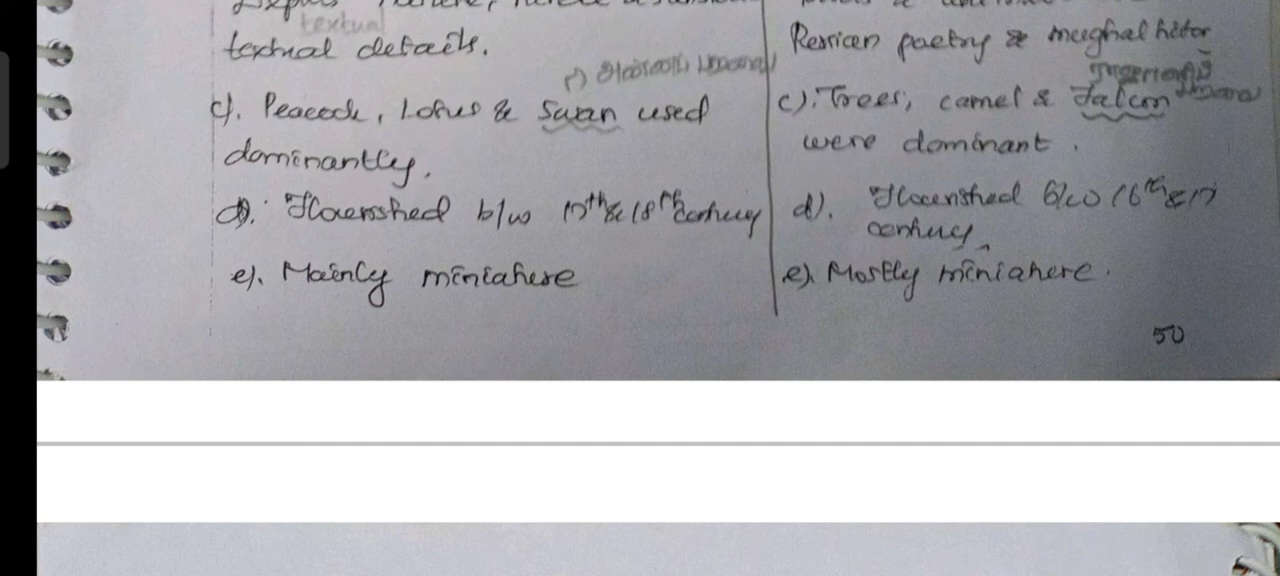 textual
textual details.
c). Peacock, Lotus & Swan used
dominantly.
d). Flourished b/w 17th & 18th century
e). Mainly miniature
Persian poetry & mughal histor
c). Trees, camel & Falcon
were dominant.
d). Flourished b/w 16th & 17
century
e). Mostly miniature.
50